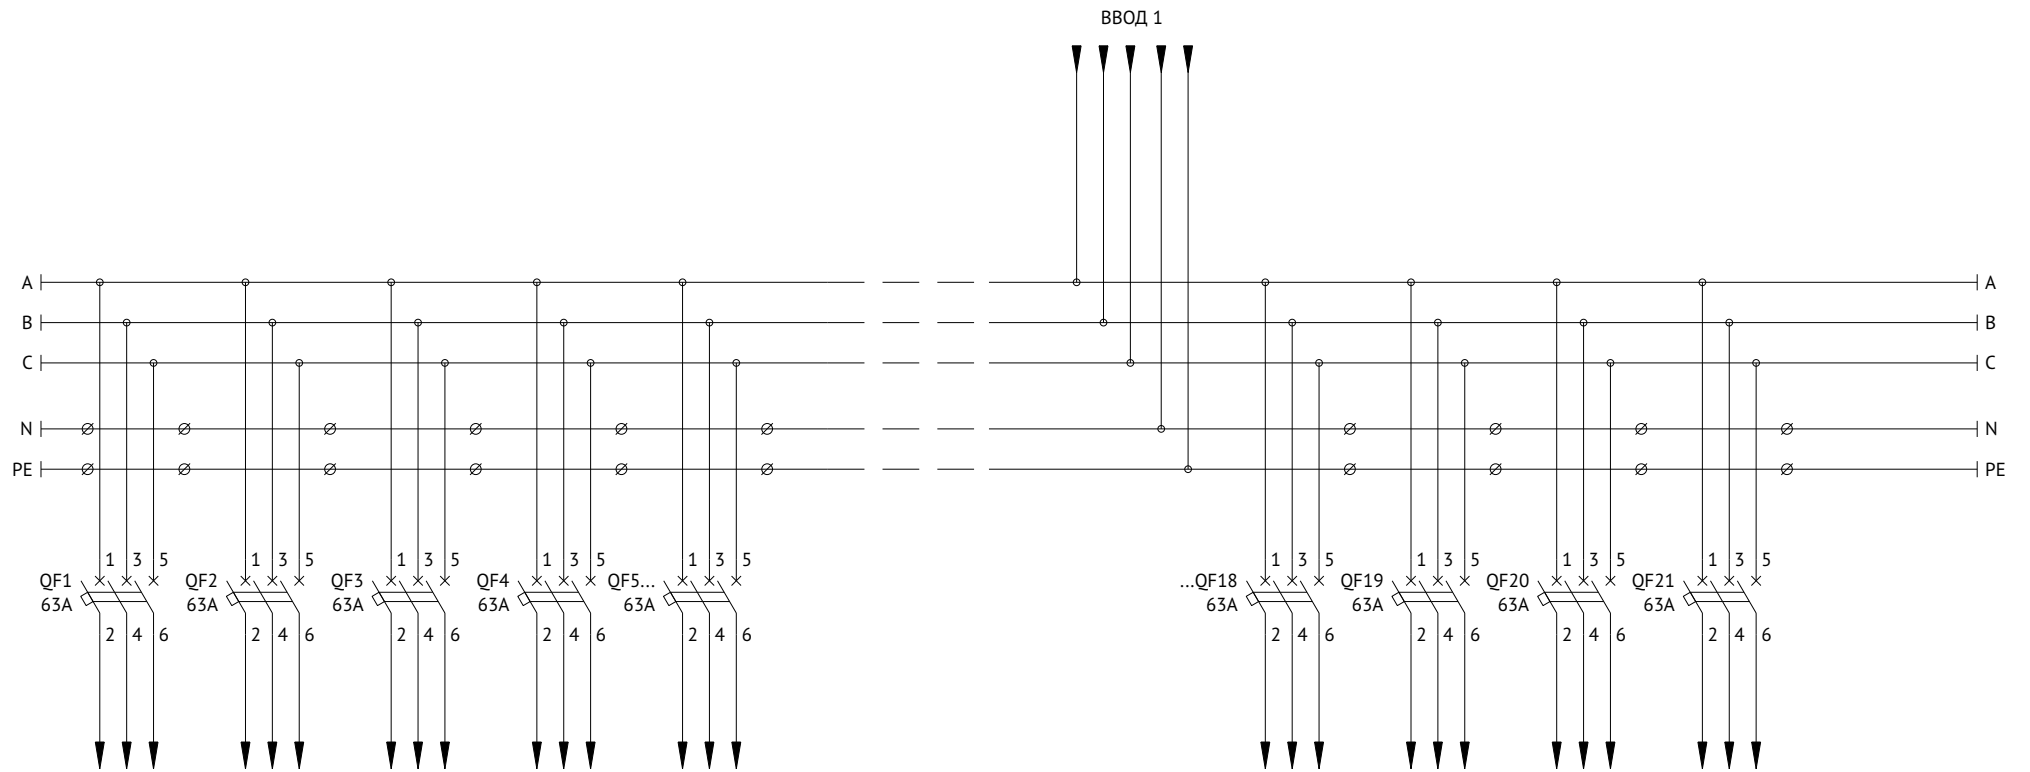 ВВОД 1
A A
B B
C C
N N
PE PE
1 3 5 1 3 5 1 3 5 1 3 5 1 3 5 1 3 5 1 3 5 1 3 5 1 3 5
QF1 QF2 QF3 QF4 QF5... ...QF18 QF19 QF20 QF21
63A 63A 63A 63A 63A 63A 63A 63A 63A
2 4 6 2 4 6 2 4 6 2 4 6 2 4 6 2 4 6 2 4 6 2 4 6 2 4 6